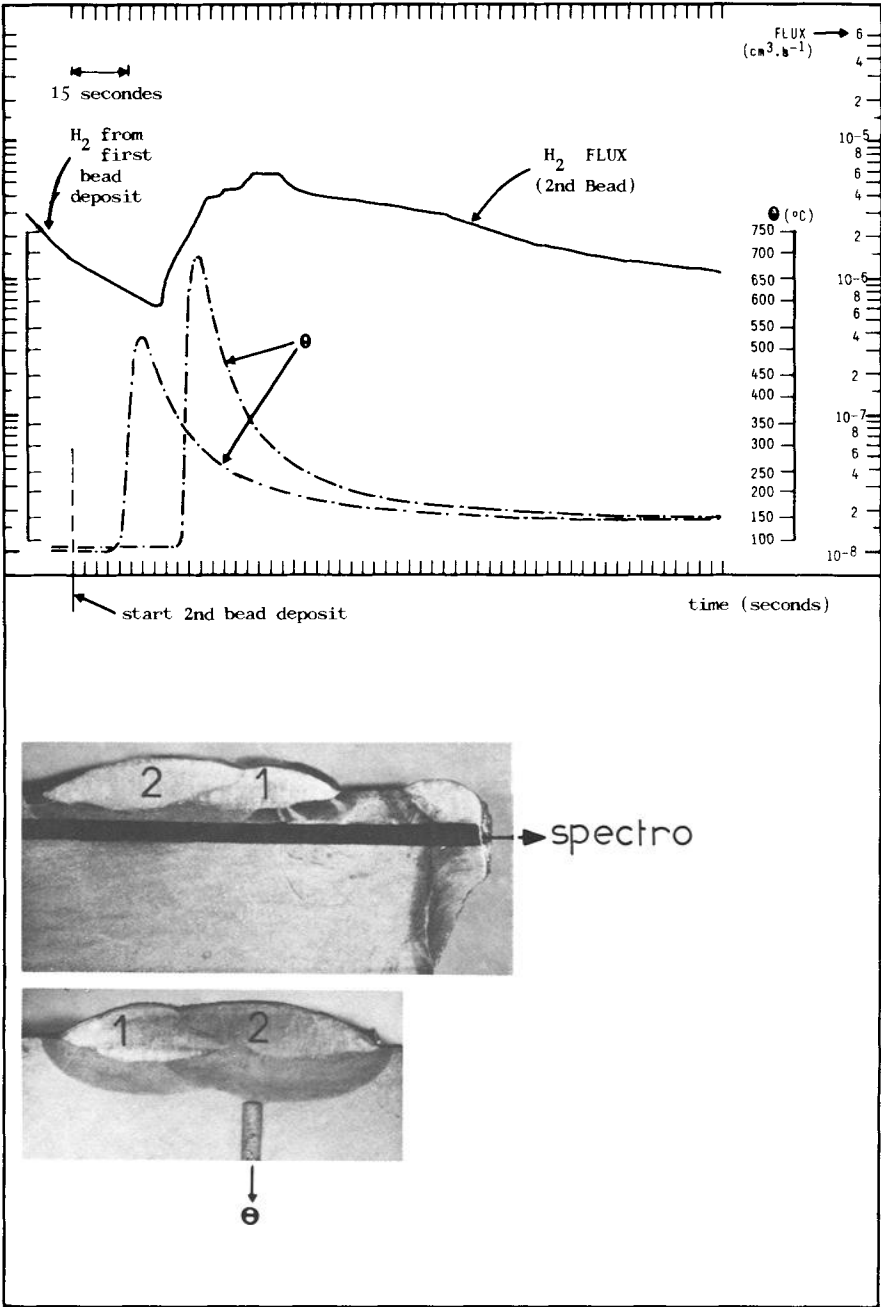 FLUX → 6
(cm³.s⁻¹)
4
2
10⁻⁵
8
6
4
2
10⁻⁶
8
6
4
2
10⁻⁷
8
6
4
2
10⁻⁸
15 secondes
H₂ from
first
bead
deposit
H₂ FLUX
(2nd Bead)
θ (°C)
750
700
650
600
550
500
450
400
350
300
250
200
150
100
θ
start 2nd bead deposit
time (seconds)
2 1
spectro
1 2
θ